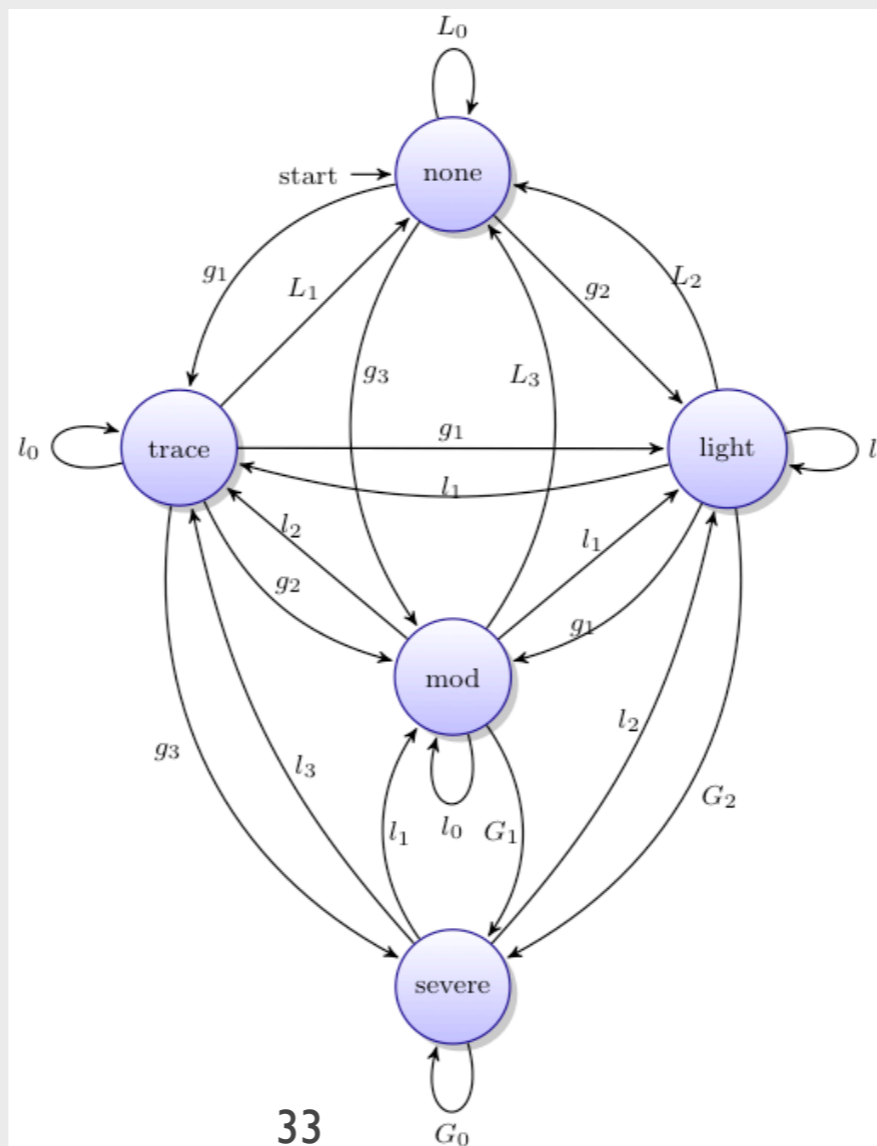 L₀
start
none
g₁
L₁
g₂
L₂
g₃
L₃
l₀
trace
g₁
light
l
l₁
l₂
l₁
g₂
g₁
mod
g₃
l₃
l₂
G₂
l₁
l₀
G₁
severe
33
G₀